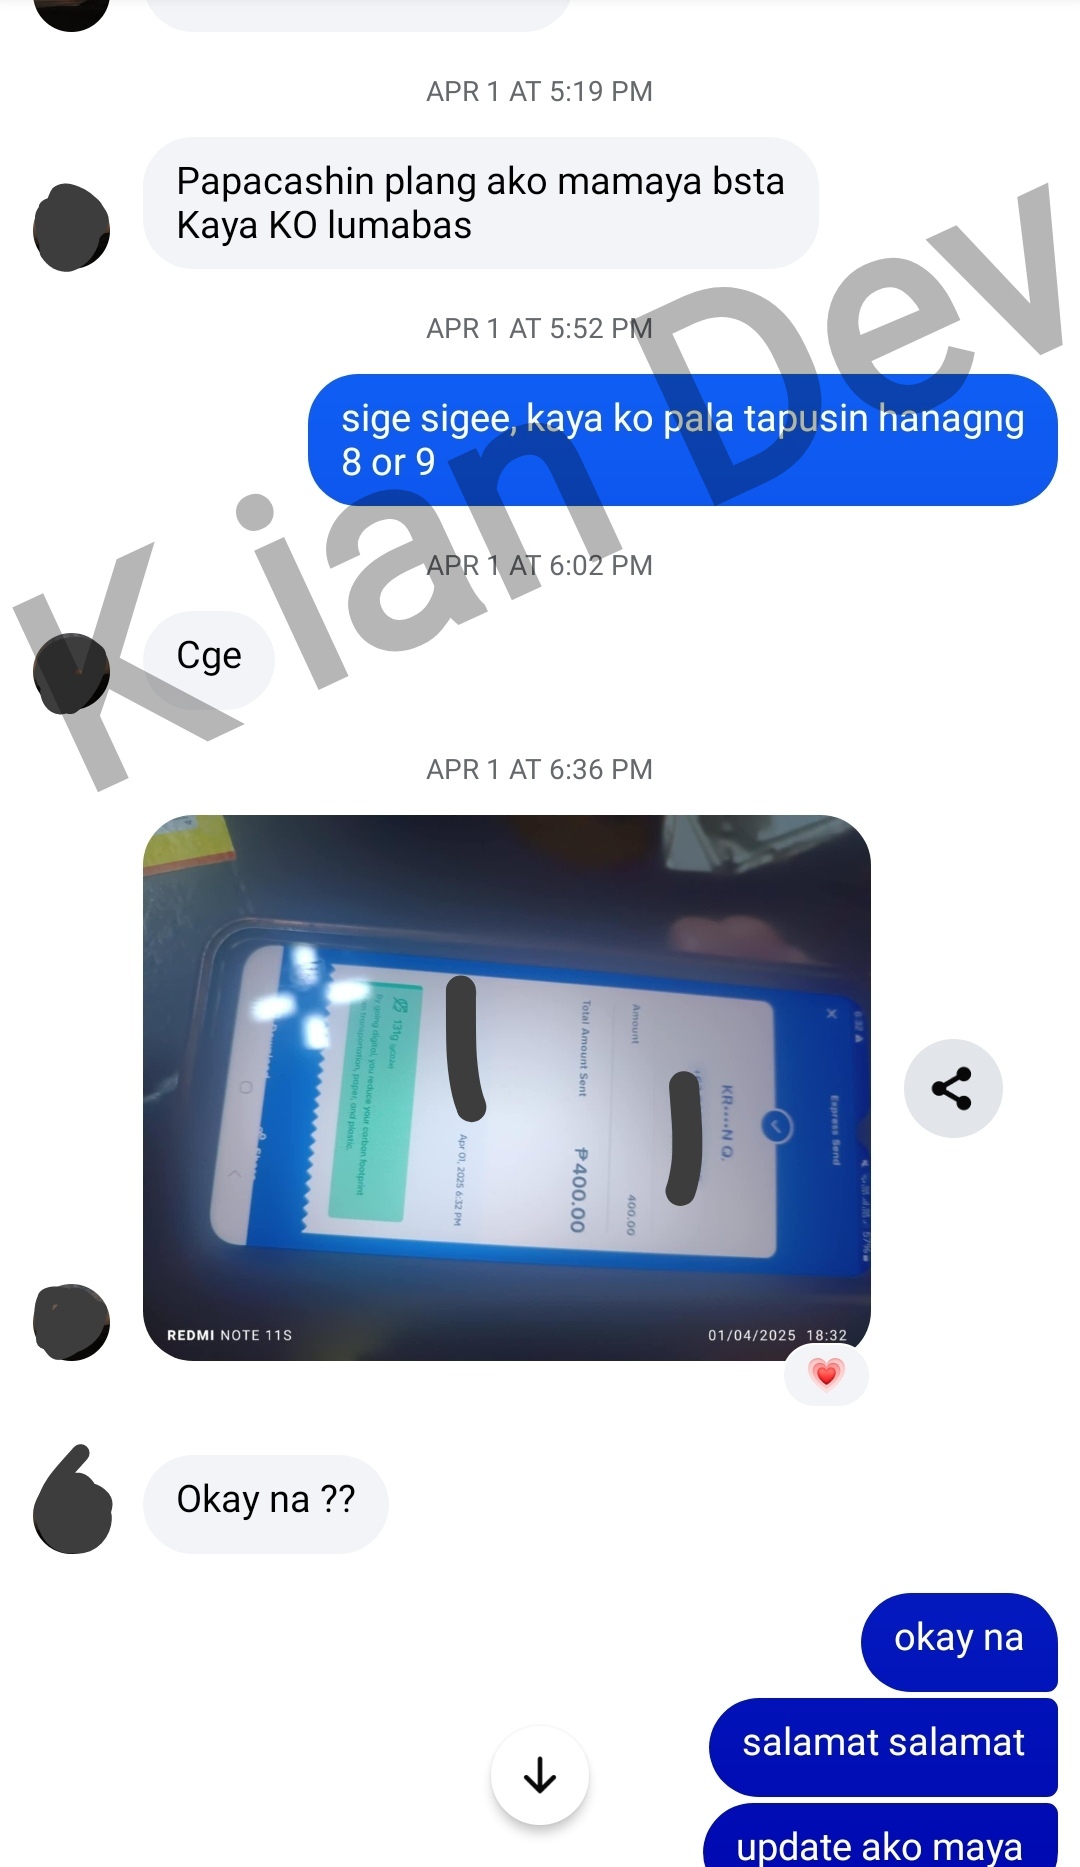 APR 1 AT 5:19 PM
Papacashin plang ako mamaya bsta
Kaya KO lumabas
APR 1 AT 5:52 PM
sige sigee, kaya ko pala tapusin hanagng
8 or 9
APR 1 AT 6:02 PM
Cge
Kian Dev
APR 1 AT 6:36 PM
Express Send
KR••••N Q.
Amount 400.00
Total Amount Sent ₱400.00
Apr 01, 2025 6:32 PM
131g
By going digital, you reduce your carbon footprint
transportation, paper, and plastic.
REDMI NOTE 11S
01/04/2025 18:32
Okay na ??
okay na
salamat salamat
update ako maya